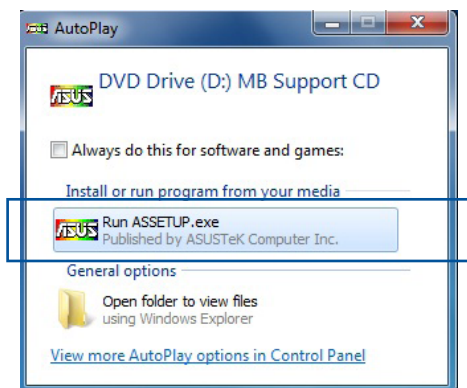 ASUS AutoPlay
ASUS DVD Drive (D:) MB Support CD
Always do this for software and games:
Install or run program from your media
ASUS Run ASSETUP.exe
Published by ASUSTeK Computer Inc.
General options
Open folder to view files
using Windows Explorer
View more AutoPlay options in Control Panel